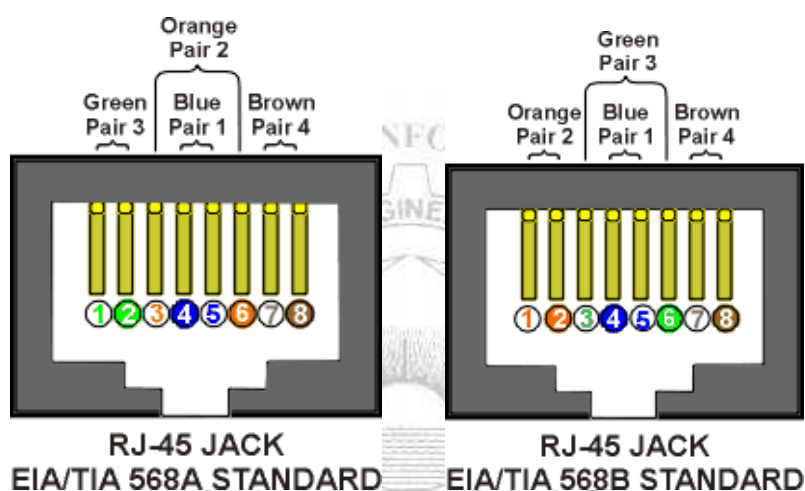 Orange
Pair 2
Green Blue Brown
Pair 3 Pair 1 Pair 4
1 2 3 4 5 6 7 8
RJ-45 JACK
EIA/TIA 568A STANDARD
Green
Pair 3
Orange Blue Brown
Pair 2 Pair 1 Pair 4
1 2 3 4 5 6 7 8
RJ-45 JACK
EIA/TIA 568B STANDARD